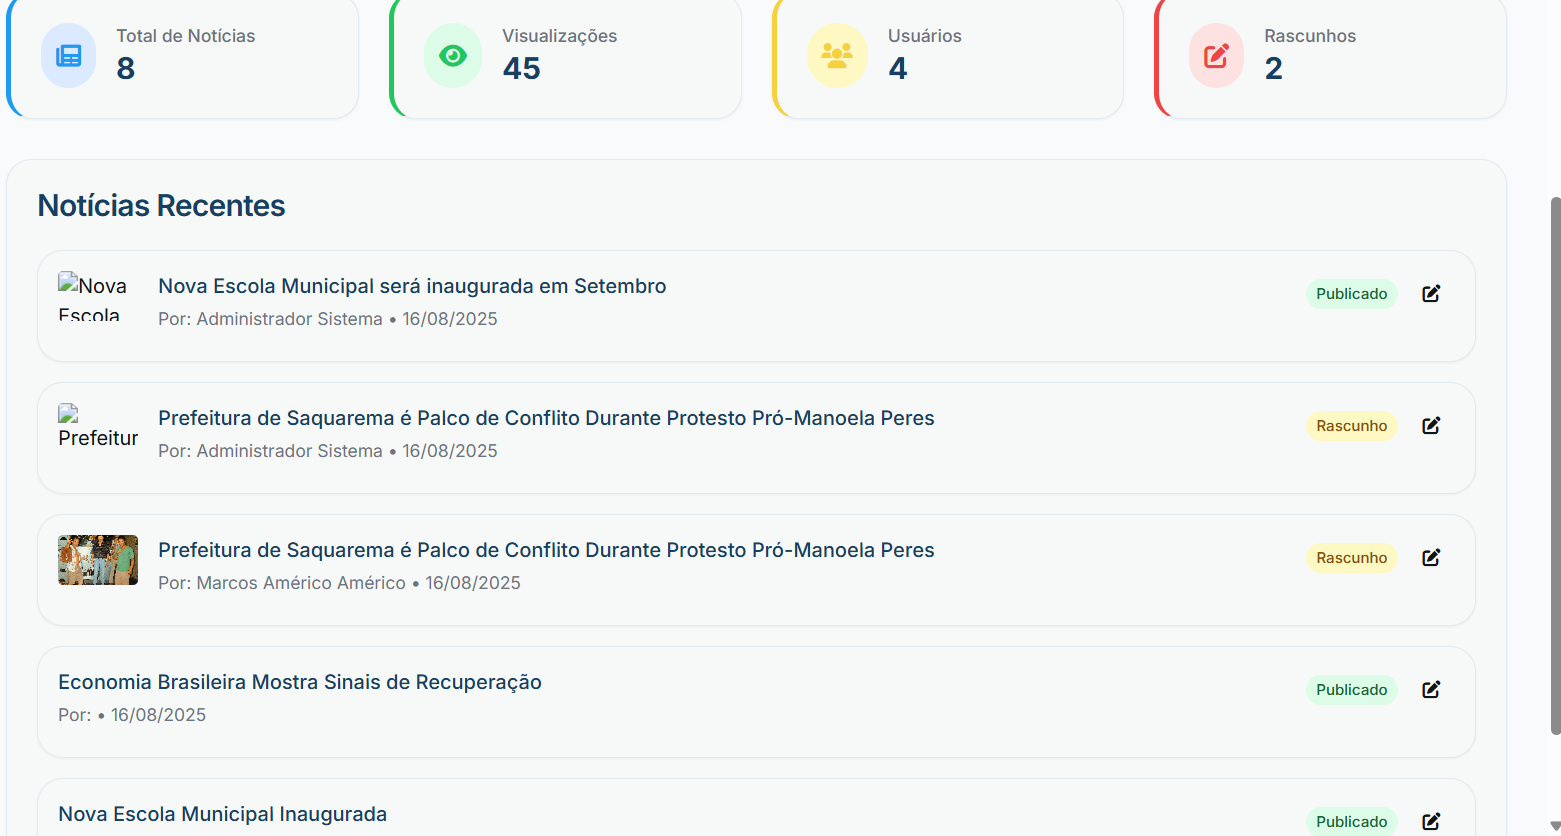 Total de Notícias
8
Visualizações
45
Usuários
4
Rascunhos
2
Notícias Recentes
Nova
Escola
Nova Escola Municipal será inaugurada em Setembro
Por: Administrador Sistema • 16/08/2025
Publicado
Prefeitur
Prefeitura de Saquarema é Palco de Conflito Durante Protesto Pró-Manoela Peres
Por: Administrador Sistema • 16/08/2025
Rascunho
Prefeitura de Saquarema é Palco de Conflito Durante Protesto Pró-Manoela Peres
Por: Marcos Américo Américo • 16/08/2025
Rascunho
Economia Brasileira Mostra Sinais de Recuperação
Por: • 16/08/2025
Publicado
Nova Escola Municipal Inaugurada
Publicado